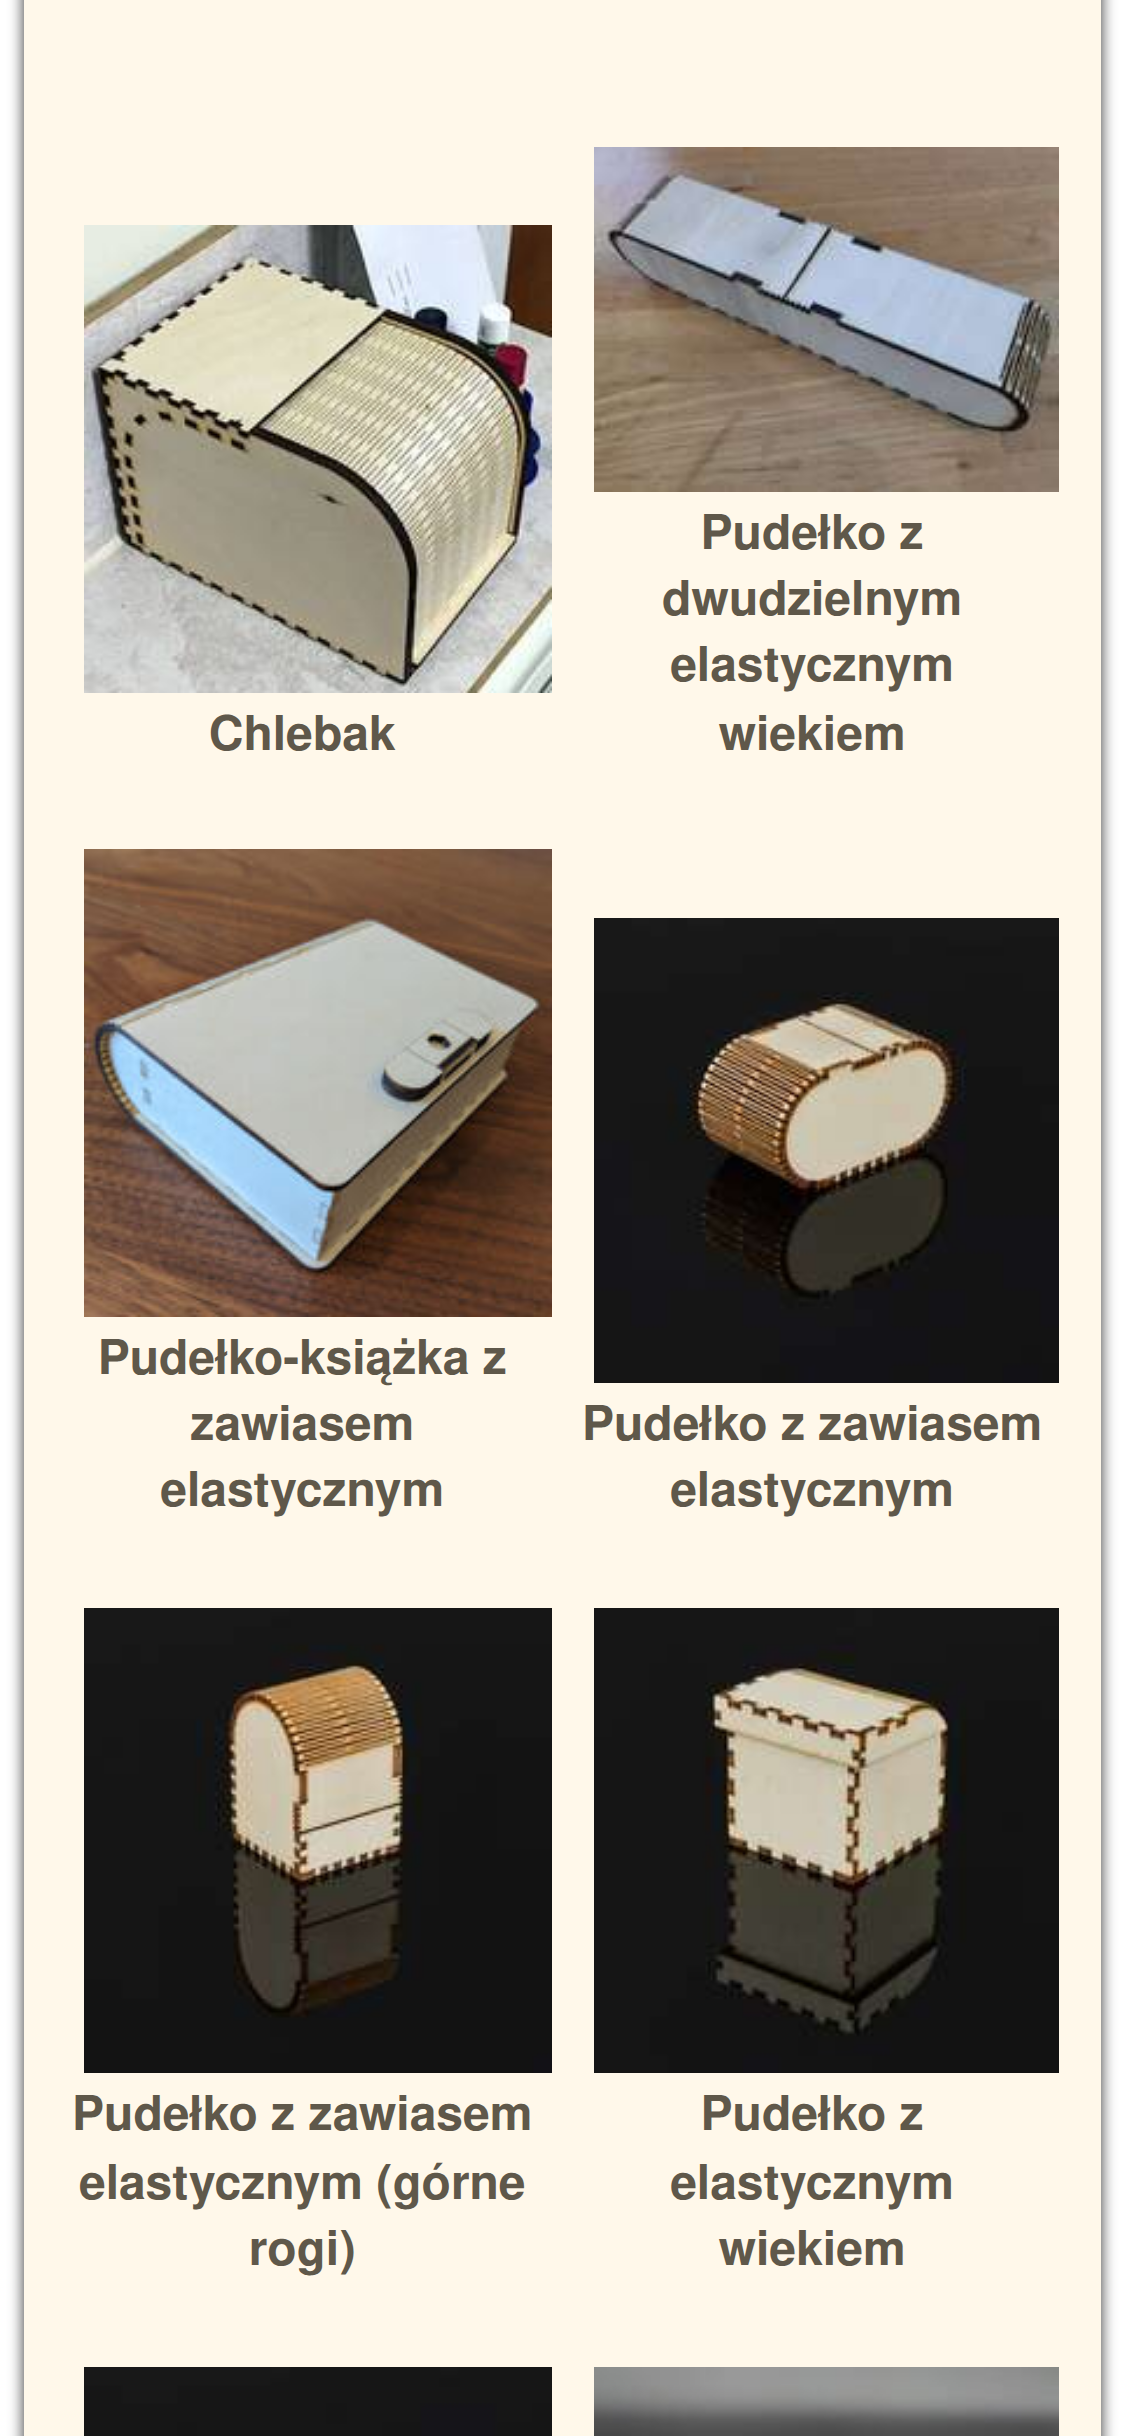 Chlebak
Pudełko z
dwudzielnym
elastycznym
wiekiem
Pudełko-książka z
zawiasem
elastycznym
Pudełko z zawiasem
elastycznym
Pudełko z zawiasem
elastycznym (górne
rogi)
Pudełko z
elastycznym
wiekiem